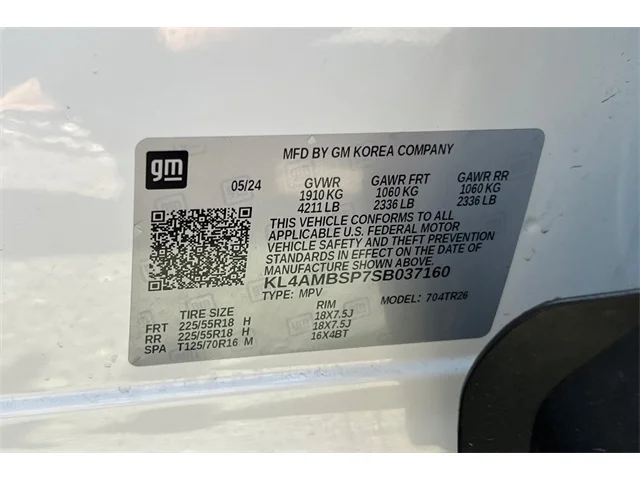 MFD BY GM KOREA COMPANY
gm
05/24 GVWR GAWR FRT GAWR RR
1910 KG 1060 KG 1060 KG
4211 LB 2336 LB 2336 LB
THIS VEHICLE CONFORMS TO ALL
APPLICABLE U.S. FEDERAL MOTOR
VEHICLE SAFETY AND THEFT PREVENTION
STANDARDS IN EFFECT ON THE DATE OF
MANUFACTURE SHOWN ABOVE.
KL4AMBSP7SB037160
TYPE: MPV MODEL: 704TR26
TIRE SIZE RIM
FRT 225/55R18 H 18X7.5J
RR 225/55R18 H 18X7.5J
SPA T125/70R16 M 16X4BT